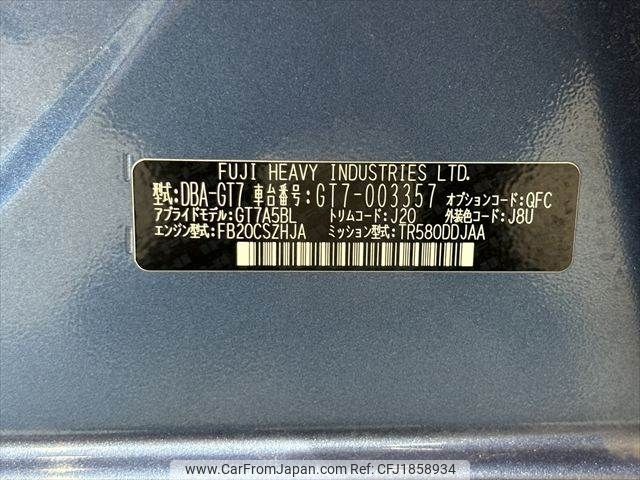 FUJI HEAVY INDUSTRIES LTD.
型式:DBA-GT7 車台番号:GT7-003357 オプションコード:QFC
アプライドモデル:GT7A5BL トリムコード:J20 外装色コード:J8U
エンジン型式:FB20CSZHJA ミッション型式:TR580DDJAA
www.CarFromJapan.com | © CarFromJapan | ID: CFJ1858934